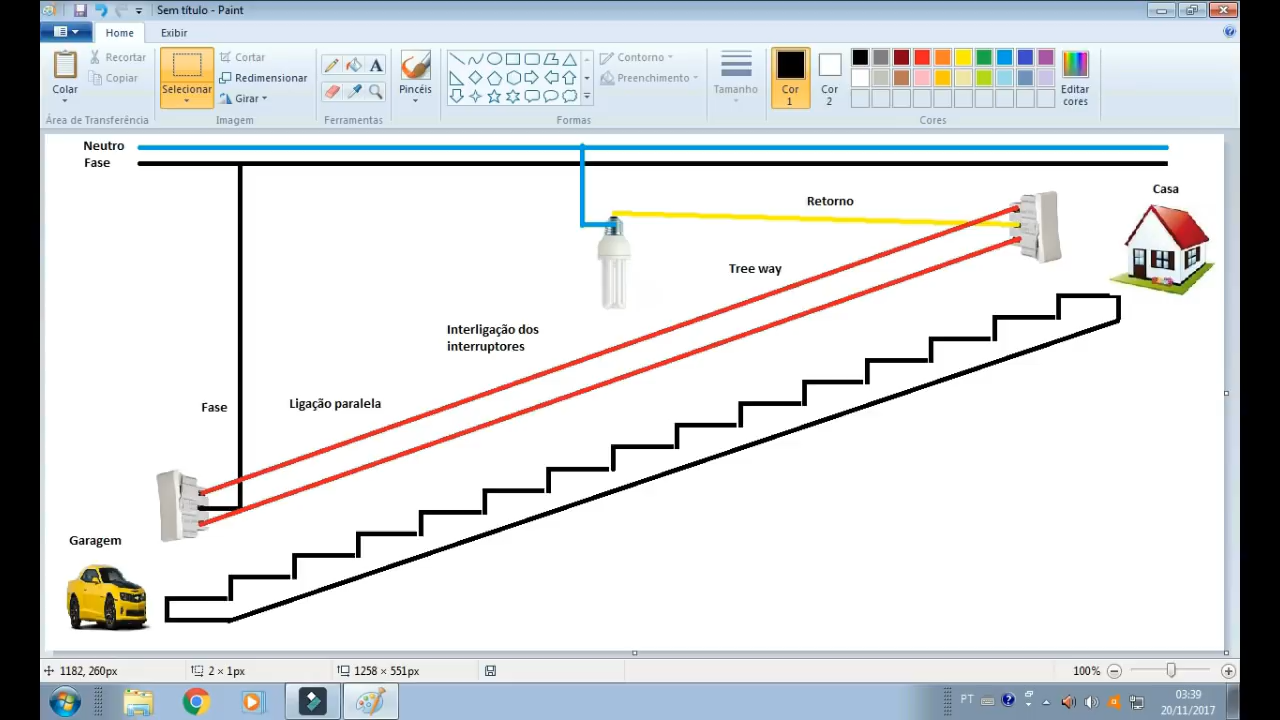 Sem título - Paint
Home
Exibir
Colar
Recortar
Copiar
Área de Transferência
Selecionar
Cortar
Redimensionar
Girar
Imagem
Ferramentas
A
Pincéis
Contorno
Preenchimento
Formas
Tamanho
Cor
1
Cor
2
Editar
cores
Cores
Neutro
Fase
Retorno
Casa
Tree way
Interligação dos
interruptores
Ligação paralela
Fase
Garagem
1182, 260px
2 × 1px
1258 × 551px
100%
PT
03:39
20/11/2017